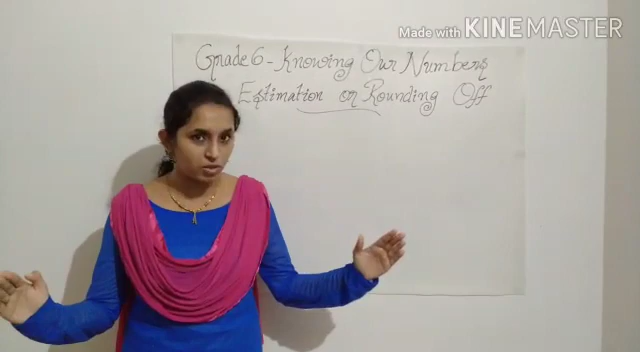 Made with KINEMASTER
Grade 6 - Knowing Our Numbers
Estimation or Rounding Off